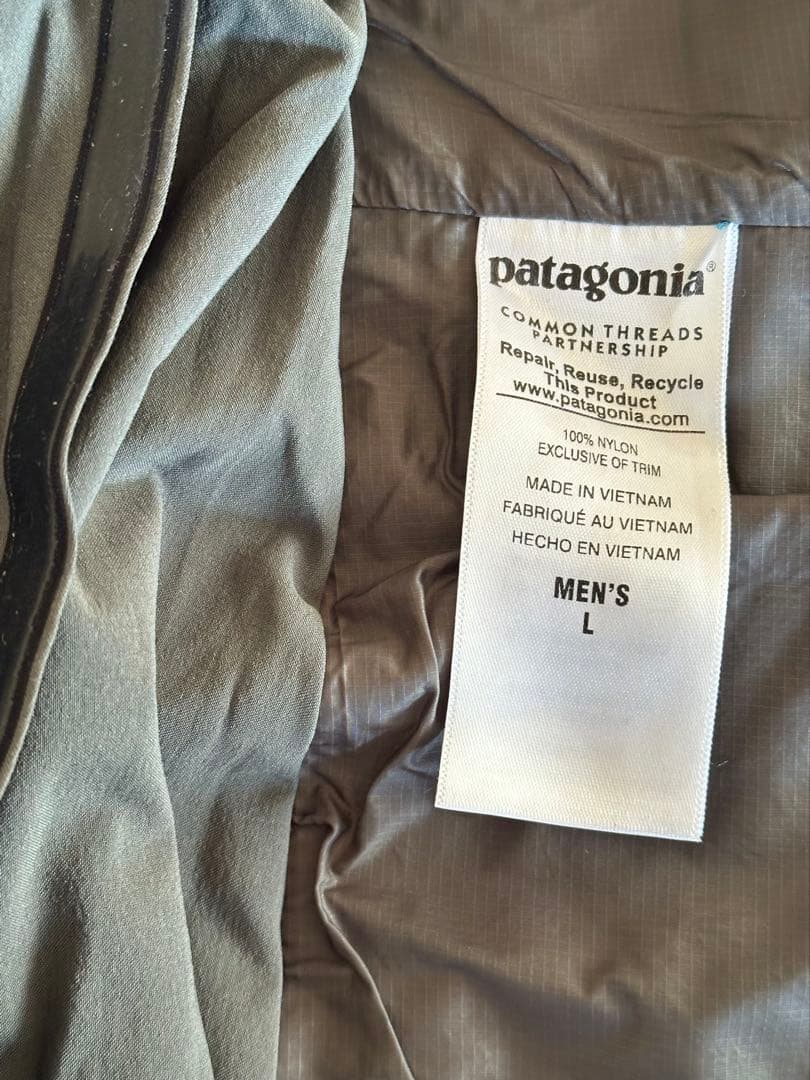 patagonia®
COMMON THREADS
PARTNERSHIP
Repair, Reuse, Recycle
This Product
www.patagonia.com
100% NYLON
EXCLUSIVE OF TRIM
MADE IN VIETNAM
FABRIQUÉ AU VIETNAM
HECHO EN VIETNAM
MEN'S
L